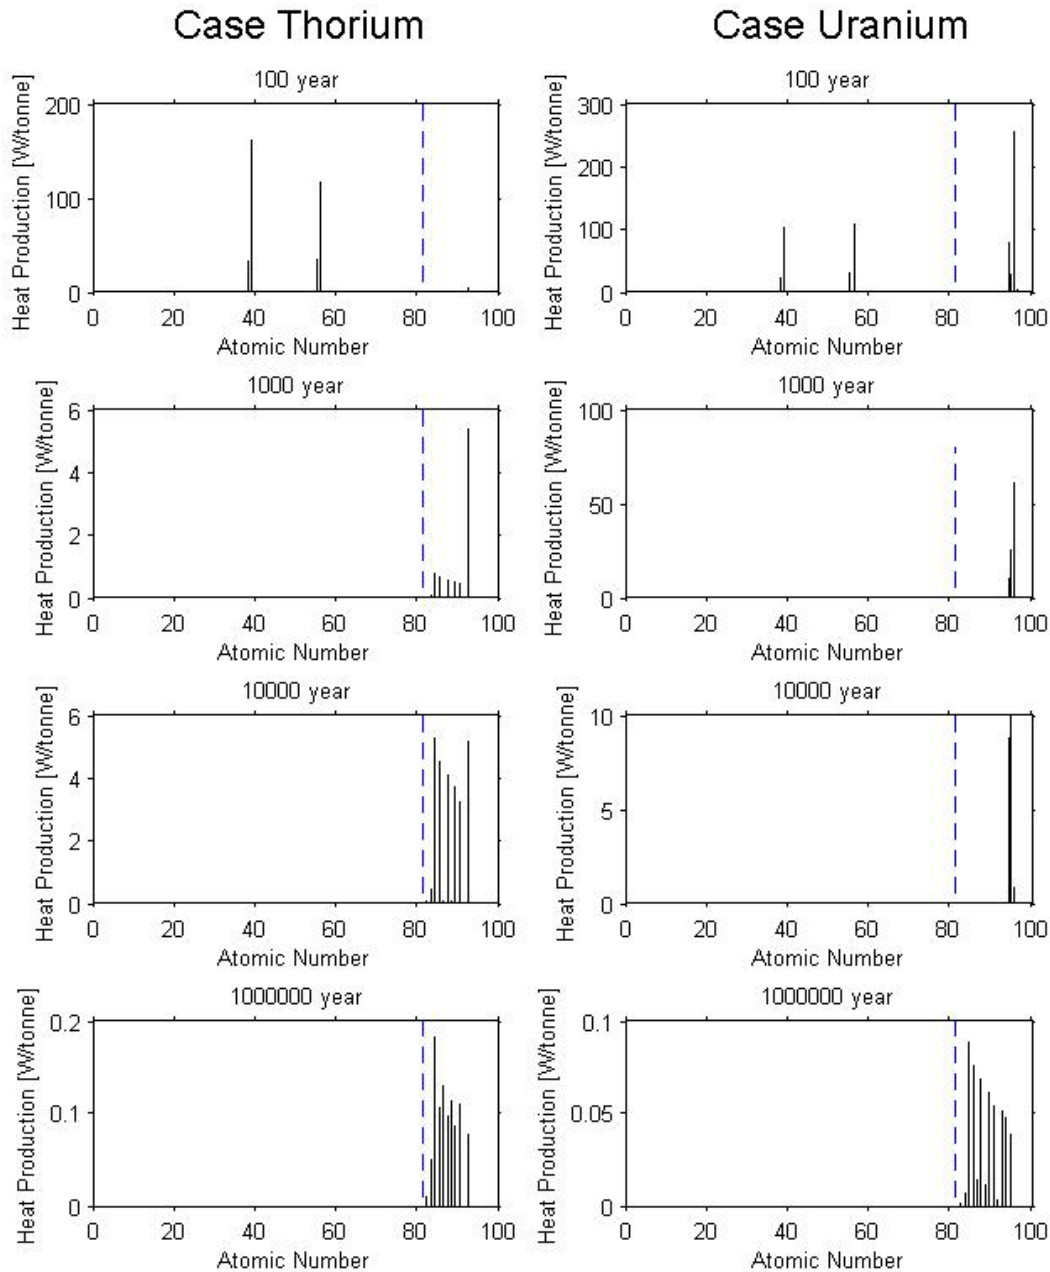 Case Thorium
Case Uranium
100 year
Heat Production [W/tonne]
200
100
0
0 20 40 60 80 100
Atomic Number
100 year
Heat Production [W/tonne]
300
200
100
0
0 20 40 60 80 100
Atomic Number
1000 year
Heat Production [W/tonne]
6
4
2
0
0 20 40 60 80 100
Atomic Number
1000 year
Heat Production [W/tonne]
100
50
0
0 20 40 60 80 100
Atomic Number
10000 year
Heat Production [W/tonne]
6
4
2
0
0 20 40 60 80 100
Atomic Number
10000 year
Heat Production [W/tonne]
10
5
0
0 20 40 60 80 100
Atomic Number
1000000 year
Heat Production [W/tonne]
0.2
0.1
0
0 20 40 60 80 100
Atomic Number
1000000 year
Heat Production [W/tonne]
0.1
0.05
0
0 20 40 60 80 100
Atomic Number